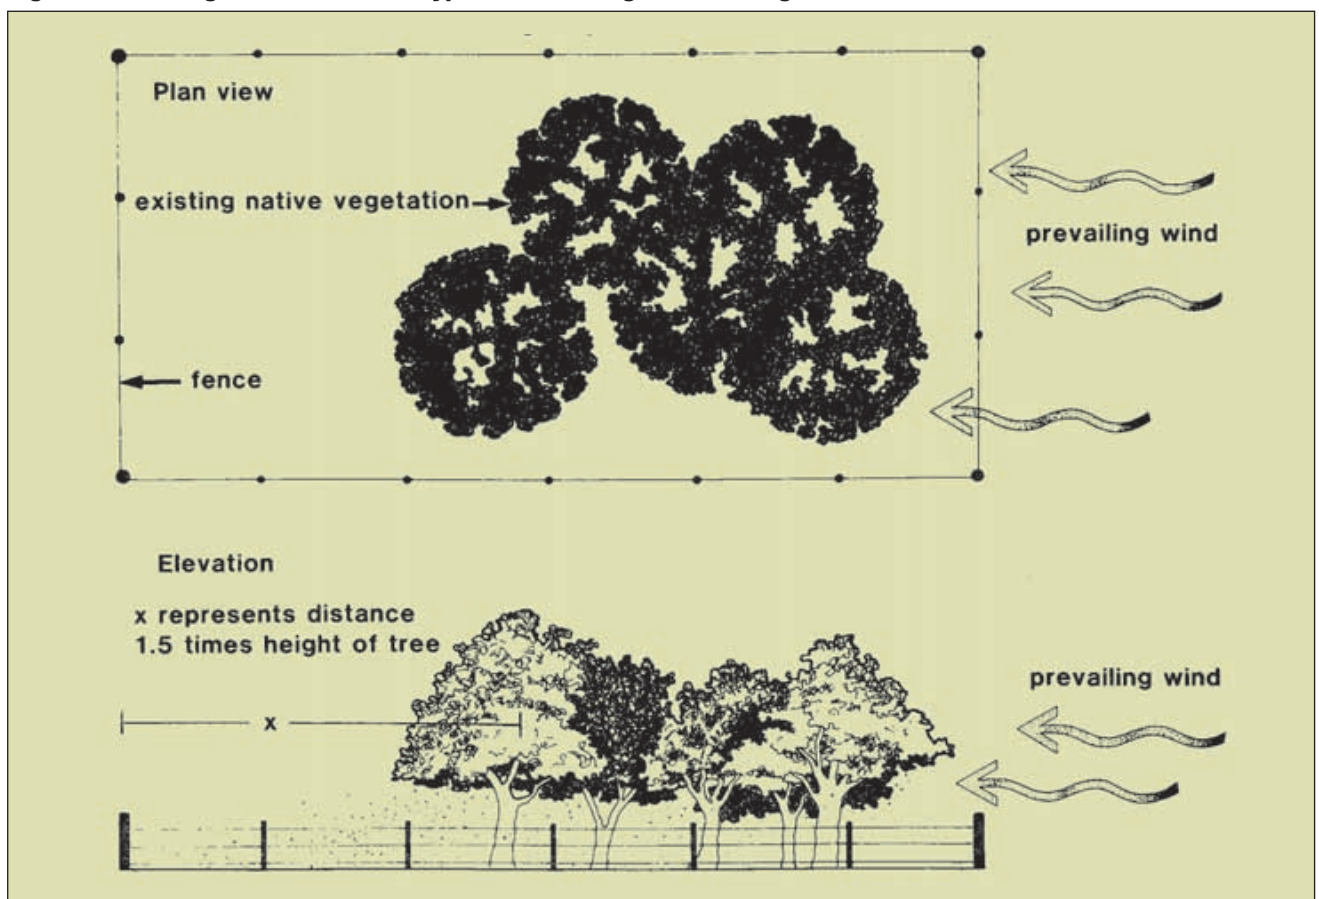 Plan view
existing native vegetation
prevailing wind
fence
Elevation
x represents distance
1.5 times height of tree
prevailing wind
x